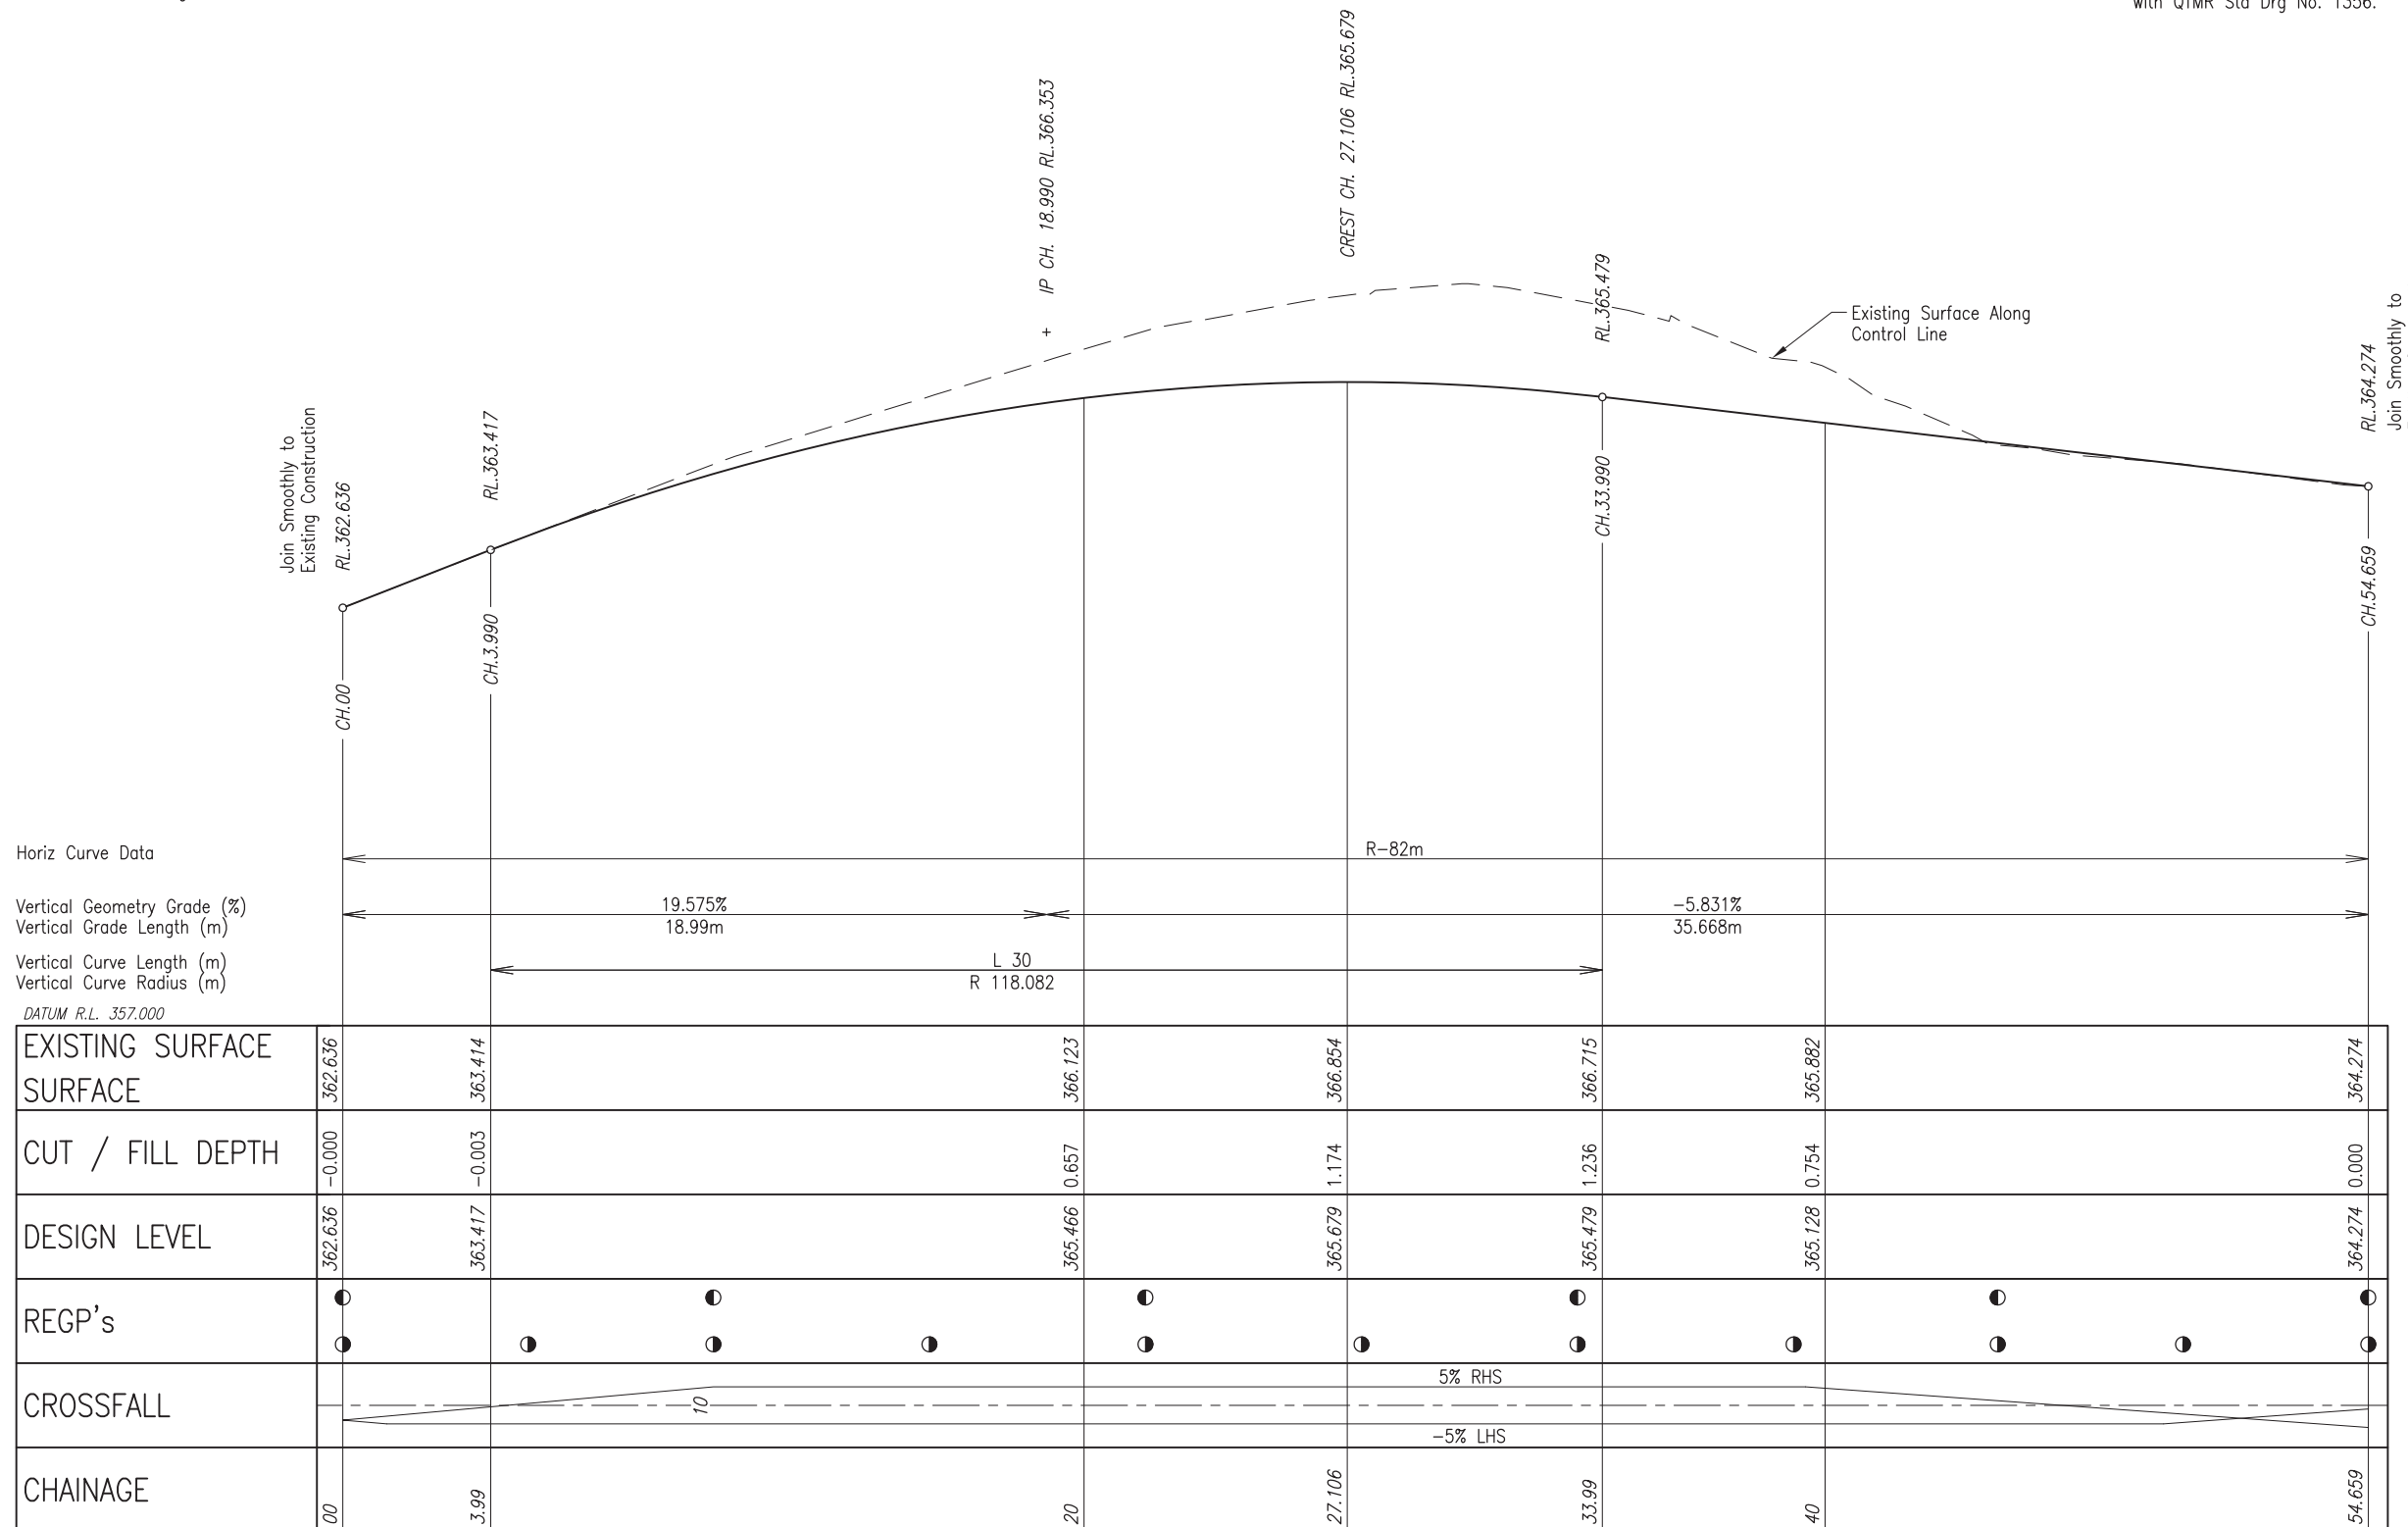 with QTMR Std Drg No. 1356.
Join Smoothly to
Existing Construction
RL.362.636
CH.00
RL.363.417
CH.3.990
IP CH. 18.990 RL.366.353
+
CREST CH. 27.106 RL.365.679
RL.365.479
CH.33.990
Existing Surface Along
Control Line
RL.364.274
Join Smoothly to
CH.54.659
Horiz Curve Data
R-82m
Vertical Geometry Grade (%)
19.575%
-5.831%
Vertical Grade Length (m)
18.99m
35.668m
Vertical Curve Length (m)
L 30
Vertical Curve Radius (m)
R 118.082
DATUM R.L. 357.000
EXISTING SURFACE
SURFACE
362.636
363.414
366.123
366.854
366.715
365.882
364.274
CUT / FILL DEPTH
-0.000
-0.003
0.657
1.174
1.236
0.754
0.000
DESIGN LEVEL
362.636
363.417
365.466
365.679
365.479
365.128
364.274
REGP's
CROSSFALL
10
5% RHS
-5% LHS
CHAINAGE
00
3.99
20
27.106
33.99
40
54.659